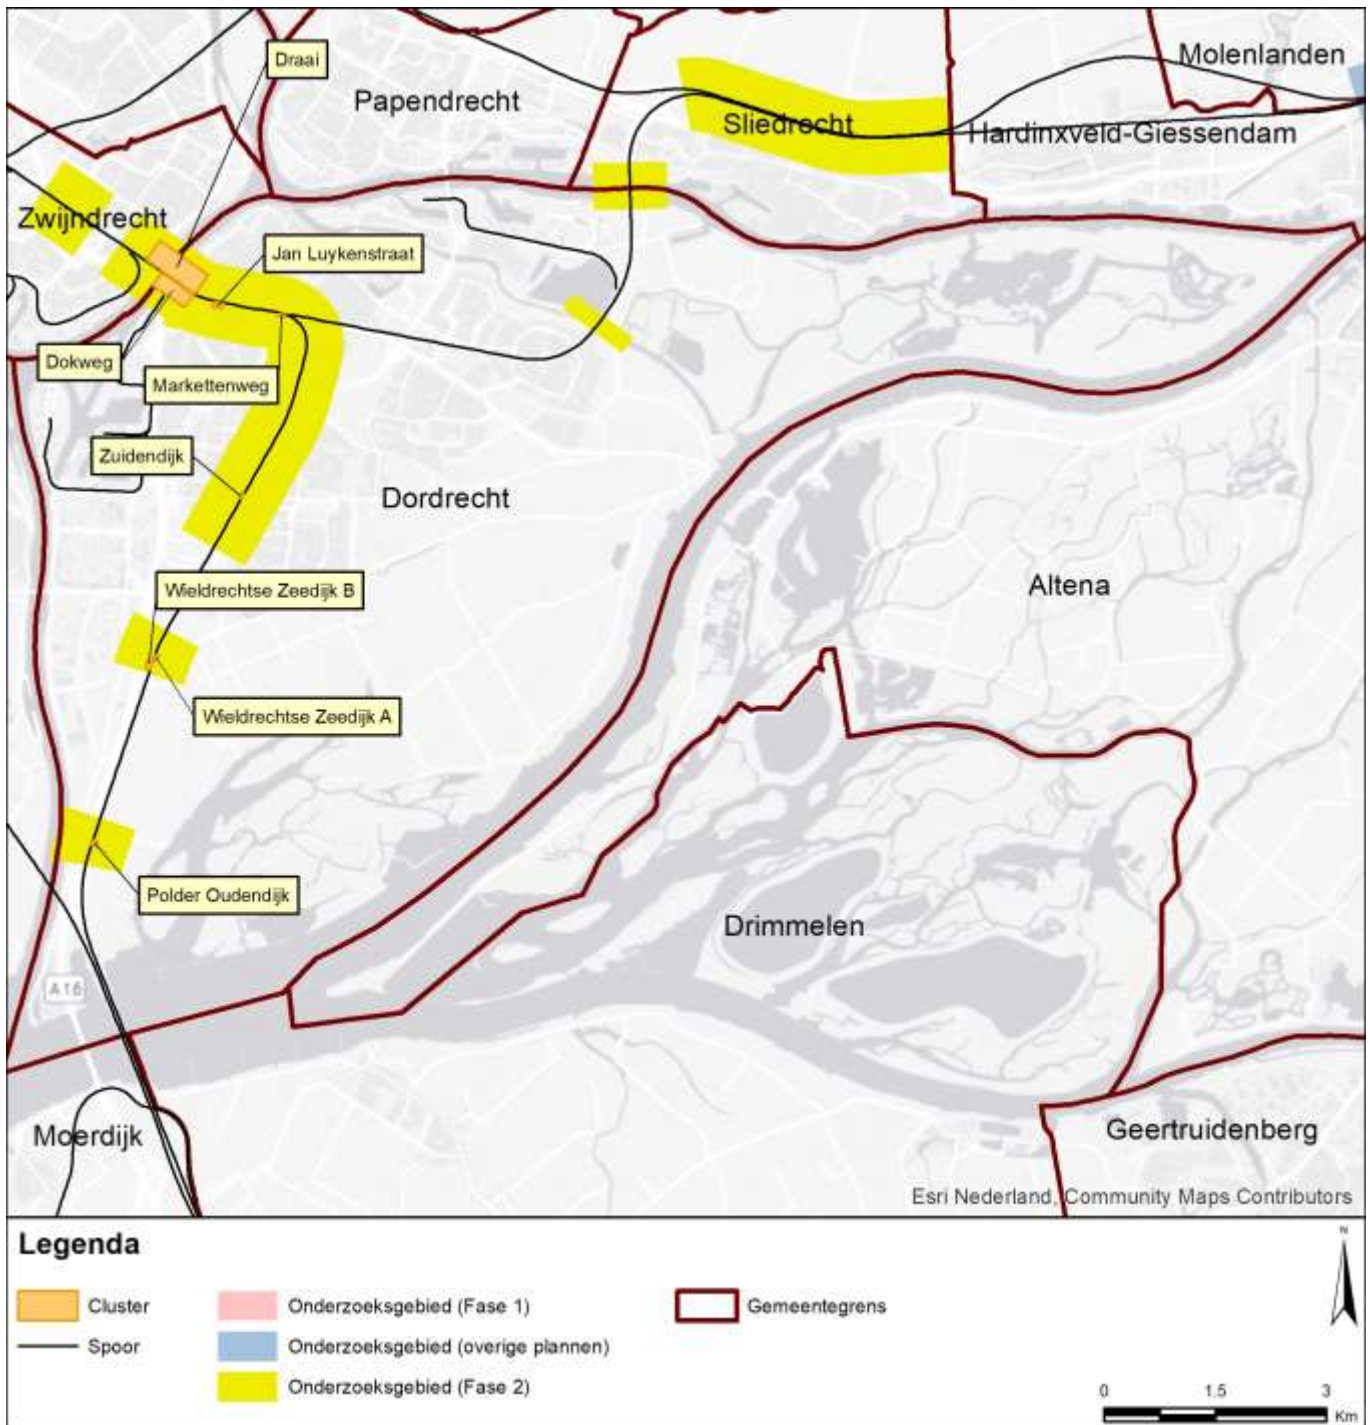 Draai
Molenlanden
Papendrecht
Sliedrecht
Hardinxveld-Giessendam
Zwijndrecht
Jan Luykenstraat
Dokweg
Markettenweg
Zuidendijk
Dordrecht
Wieldrechtse Zeedijk B
Altena
Wieldrechtse Zeedijk A
Polder Oudendijk
Drimmelen
A16
Moerdijk
Geertruidenberg
Esri Nederland, Community Maps Contributors
Legenda
N
Cluster
Onderzoeksgebied (Fase 1)
Gemeentegrens
Spoor
Onderzoeksgebied (overige plannen)
Onderzoeksgebied (Fase 2)
0 1.5 3
Km